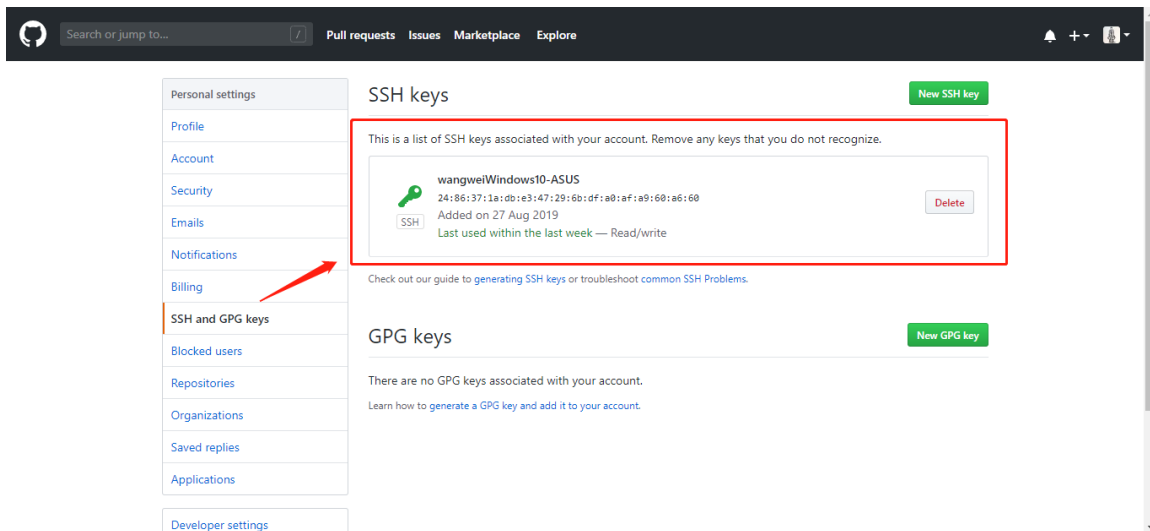 Search or jump to...
/
Pull requests Issues Marketplace Explore
Personal settings
Profile
Account
Security
Emails
Notifications
Billing
SSH and GPG keys
Blocked users
Repositories
Organizations
Saved replies
Applications
Developer settings
SSH keys
New SSH key
This is a list of SSH keys associated with your account. Remove any keys that you do not recognize.
wangweiWindows10-ASUS
24:86:37:1a:db:e3:47:29:6b:df:a0:af:a9:60:a6:60
SSH
Added on 27 Aug 2019
Last used within the last week — Read/write
Delete
Check out our guide to generating SSH keys or troubleshoot common SSH Problems.
GPG keys
New GPG key
There are no GPG keys associated with your account.
Learn how to generate a GPG key and add it to your account.